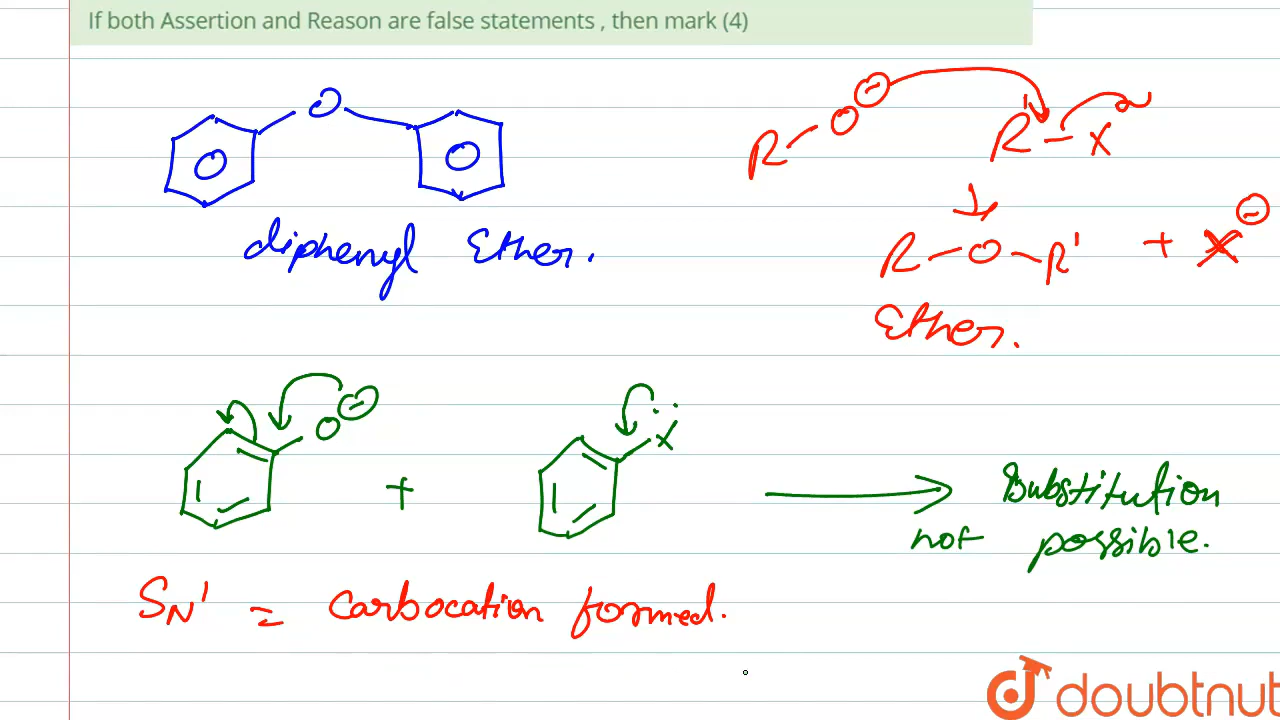 If both Assertion and Reason are false statements , then mark (4)
O
R – O ⊖ R' – X
diphenyl Ether.
R – O – R' + X ⊖
Ether.
O ⊖ + X
Substitution
not possible.
SN' = carbocation formed.
doubtnut